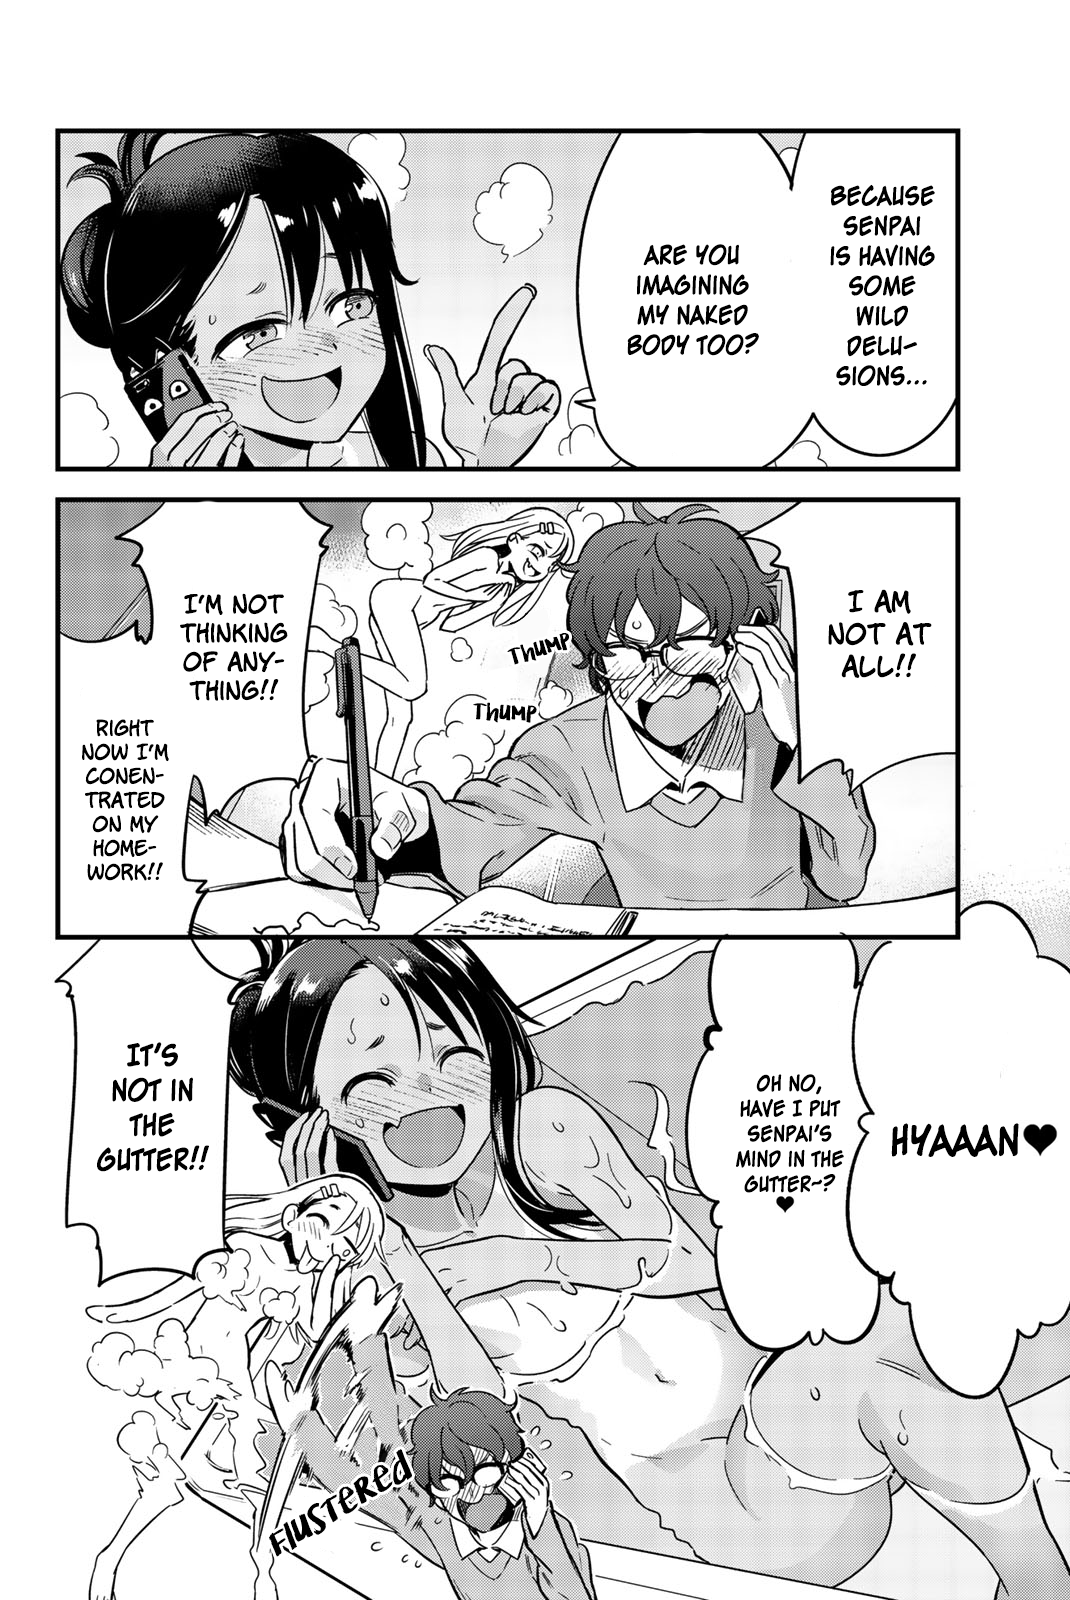 BECAUSE
SENPAI
IS HAVING
SOME
WILD
DELU-
SIONS...
ARE YOU
IMAGINING
MY NAKED
BODY TOO?
I AM
NOT AT
ALL!!
THUMP
THUMP
I'M NOT
THINKING
OF ANY-
THING!!
RIGHT
NOW I'M
CONEN-
TRATED
ON MY
HOME-
WORK!!
HYAAAN♥
OH NO,
HAVE I PUT
SENPAI'S
MIND IN THE
GUTTER~?
♥
IT'S
NOT IN
THE
GUTTER!!
FlUSTERED